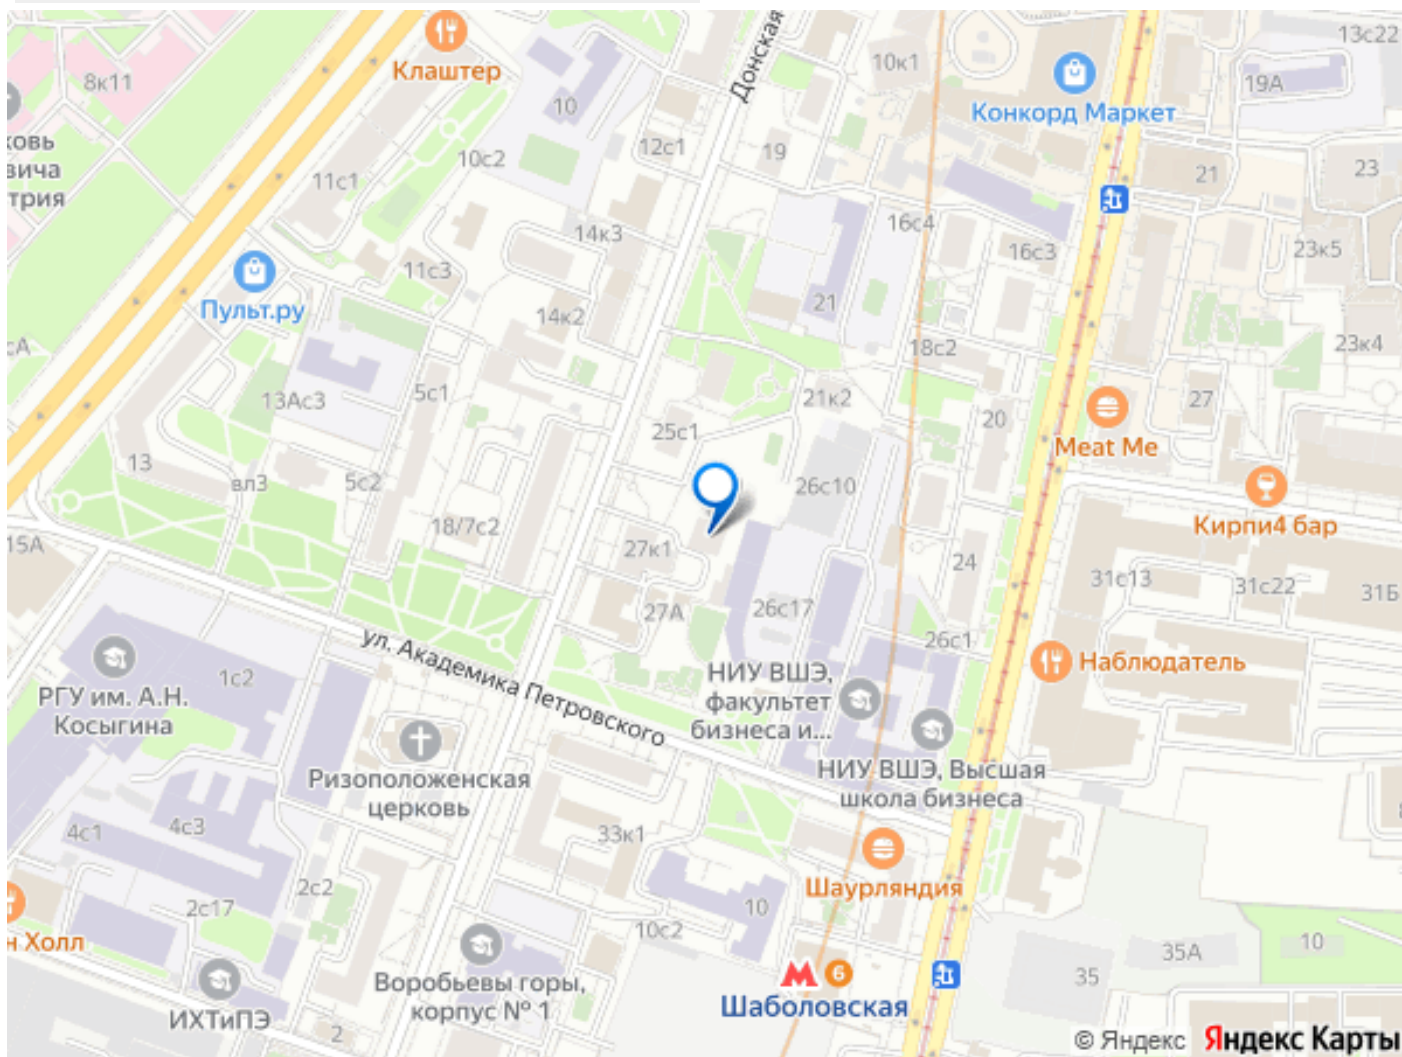 Клаштер
Донская
13с22
8к11
10к1
19А
Конкорд Маркет
10
12с1
19
ковь
вича
трия
10с2
11с1
21
23
14к3
16с4
16с3
23к5
11с3
Пульт.ру
21
14к2
18с2
23к4
5с1
13Ас3
21к2
27
25с1
20
Meat Me
13
вл3
5с2
26с10
Кирпи4 бар
18/7с2
15А
27к1
24
31с13
31с22
31Б
27А
26с17
26с1
ул. Академика Петровского
1с2
РГУ им. А.Н.
Косыгина
НИУ ВШЭ,
факультет
бизнеса и...
Наблюдатель
Ризоположенская
церковь
НИУ ВШЭ, Высшая
школа бизнеса
4с1
4с3
33к1
Шаурляндия
2с2
2с17
10
10с2
н Холл
35
35А
10
Воробьевы горы,
корпус № 1
6
Шаболовская
ИХТиПЭ
2
© Яндекс Яндекс Карты